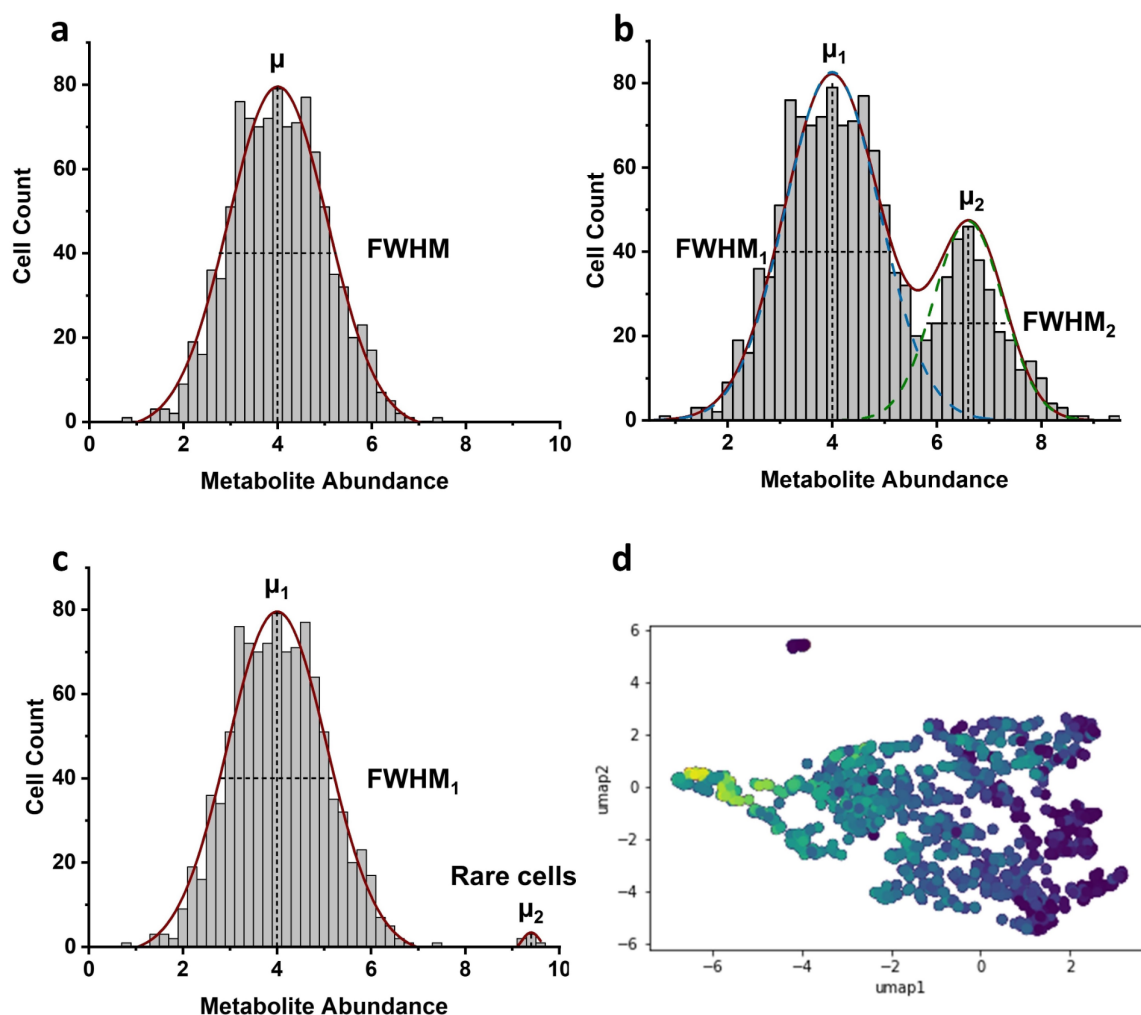 a
μ
80
60
40
20
0
Cell Count
FWHM
0 2 4 6 8 10
Metabolite Abundance
b
μ1
μ2
80
60
40
20
0
Cell Count
FWHM1
FWHM2
2 4 6 8
Metabolite Abundance
c
μ1
80
60
40
20
0
Cell Count
FWHM1
Rare cells
μ2
0 2 4 6 8 10
Metabolite Abundance
d
6
4
2
0
−2
−4
−6
umap2
−6 −4 −2 0 2
umap1